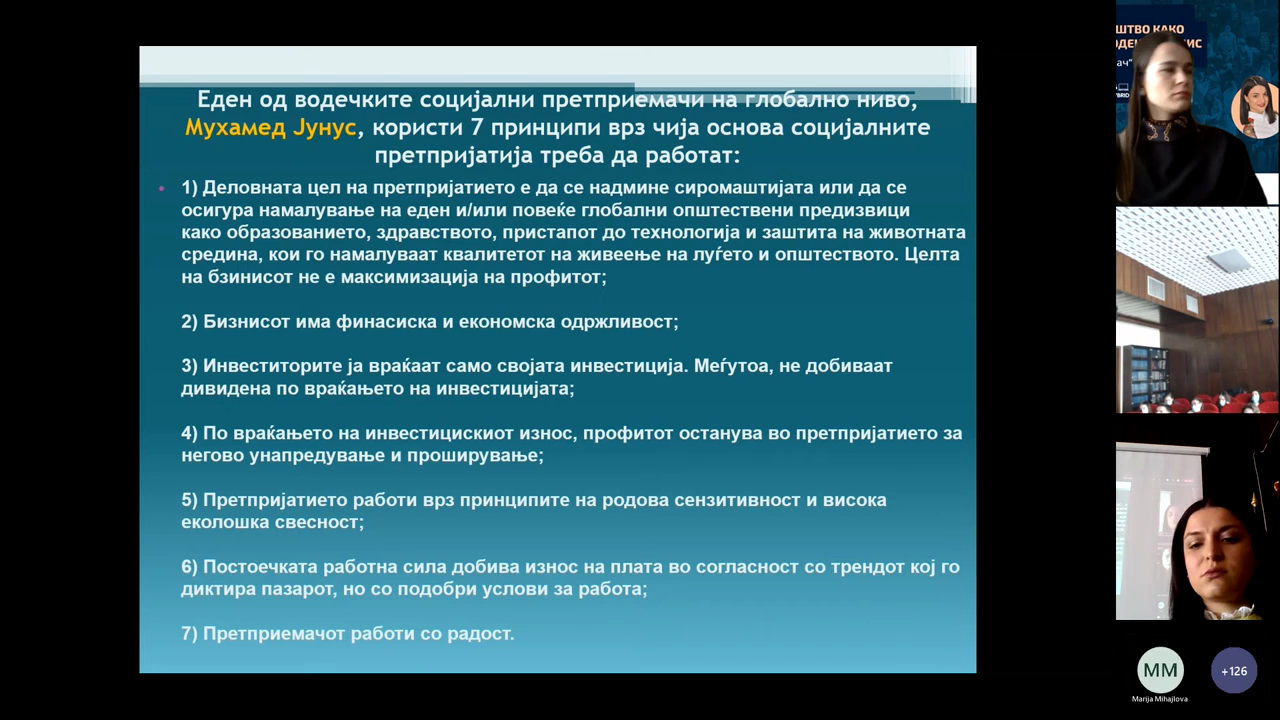 Еден од водечките социјални претприемачи на глобално ниво,
Мухамед Јунус, користи 7 принципи врз чија основа социјалните
претпријатија треба да работат:
1) Деловната цел на претпријатието е да се надмине сиромаштијата или да се
осигура намалување на еден и/или повеќе глобални општествени предизвици
како образованието, здравството, пристапот до технологија и заштита на животната
средина, кои го намалуваат квалитетот на живеење на луѓето и општеството. Целта
на бзинисот не е максимизација на профитот;
2) Бизнисот има финасиска и економска одржливост;
3) Инвеститорите ја враќаат само својата инвестиција. Меѓутоа, не добиваат
дивидена по враќањето на инвестицијата;
4) По враќањето на инвестицискиот износ, профитот останува во претпријатието за
негово унапредување и проширување;
5) Претпријатието работи врз принципите на родова сензитивност и висока
еколошка свесност;
6) Постоечката работна сила добива износ на плата во согласност со трендот кој го
диктира пазарот, но со подобри услови за работа;
7) Претприемачот работи со радост.
ШТВО КАКО
MM
+126
Marija Mihajlova